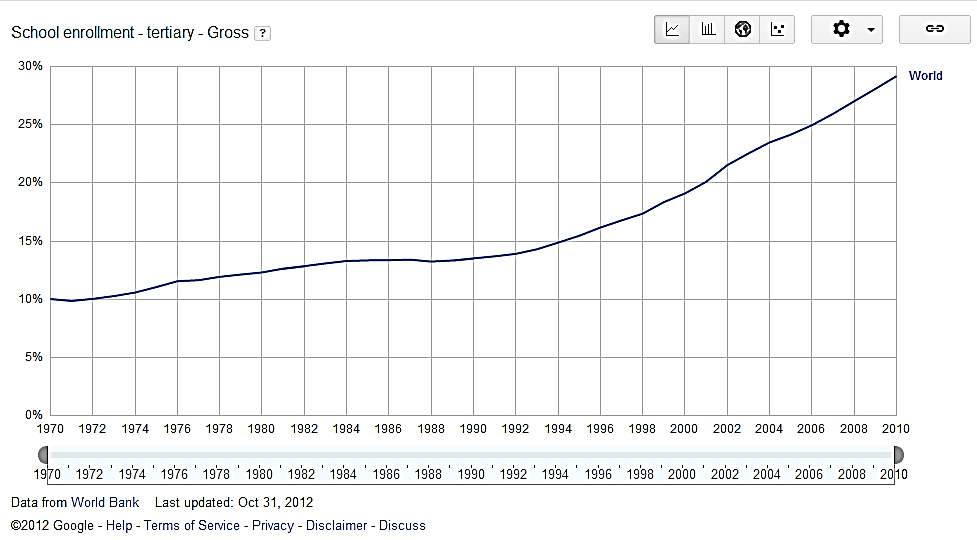 School enrollment - tertiary - Gross ?
30%
World
25%
20%
15%
10%
5%
0%
1970 1972 1974 1976 1978 1980 1982 1984 1986 1988 1990 1992 1994 1996 1998 2000 2002 2004 2006 2008 2010
1970 1972 1974 1976 1978 1980 1982 1984 1986 1988 1990 1992 1994 1996 1998 2000 2002 2004 2006 2008 2010
Data from World Bank Last updated: Oct 31, 2012
©2012 Google - Help - Terms of Service - Privacy - Disclaimer - Discuss